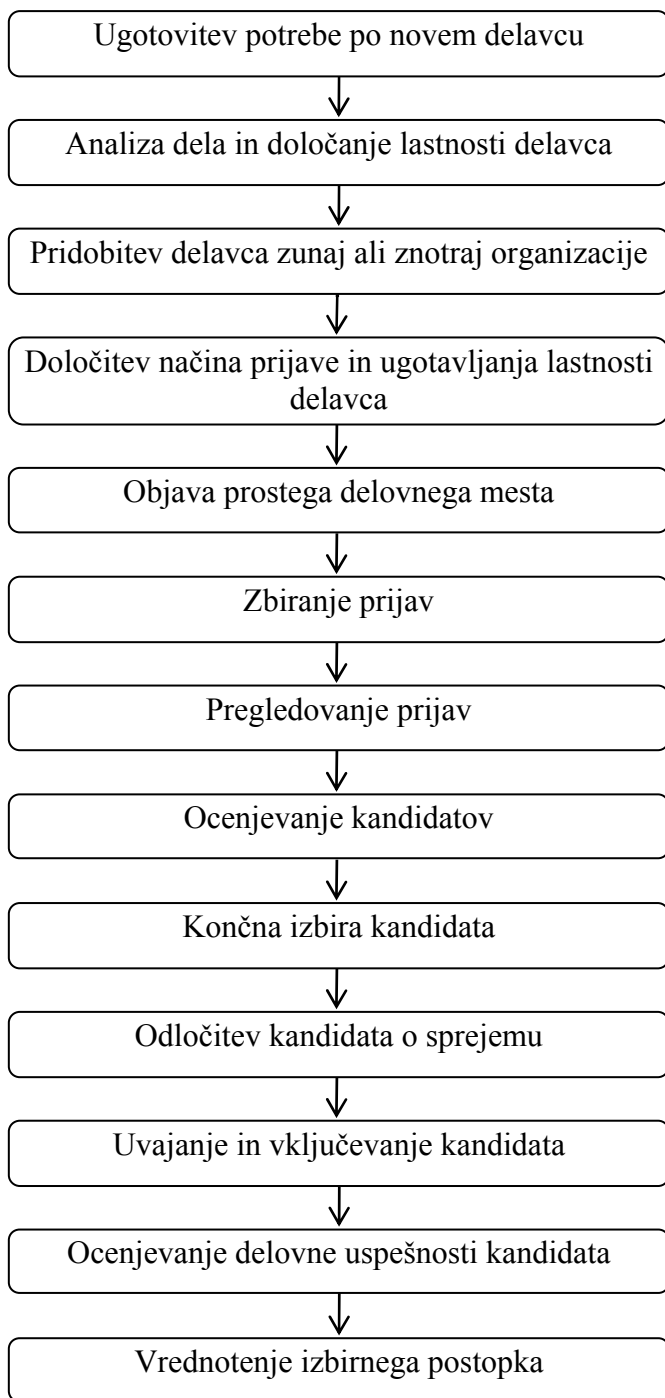 Ugotovitev potrebe po novem delavcu
Analiza dela in določanje lastnosti delavca
Pridobitev delavca zunaj ali znotraj organizacije
Določitev načina prijave in ugotavljanja lastnosti
delavca
Objava prostega delovnega mesta
Zbiranje prijav
Pregledovanje prijav
Ocenjevanje kandidatov
Končna izbira kandidata
Odločitev kandidata o sprejemu
Uvajanje in vključevanje kandidata
Ocenjevanje delovne uspešnosti kandidata
Vrednotenje izbirnega postopka